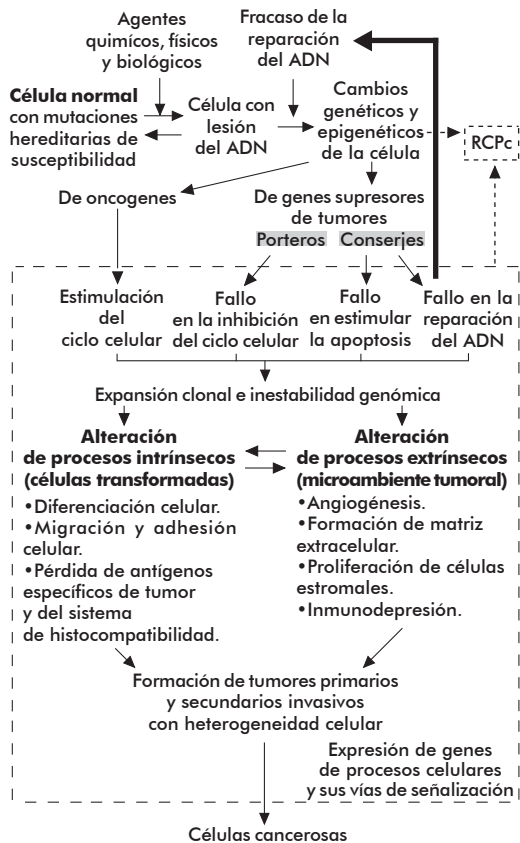 Agentes
quimícos, físicos
y biológicos
Fracaso de la
reparación
del ADN
Célula normal
con mutaciones
hereditarias de
susceptibilidad
Célula con
lesión
del ADN
Cambios
genéticos y
epigenéticos
de la célula
RCPc
De oncogenes
De genes supresores
de tumores
Porteros Conserjes
Estimulación
del
ciclo celular
Fallo
en la inhibición
del ciclo celular
Fallo
en estimular
la apoptosis
Fallo en la
reparación
del ADN
Expansión clonal e inestabilidad genómica
Alteración
de procesos intrínsecos
(células transformadas)
•Diferenciación celular.
•Migración y adhesión
celular.
•Pérdida de antígenos
específicos de tumor
y del sistema
de histocompatibilidad.
Alteración
de procesos extrínsecos
(microambiente tumoral)
•Angiogénesis.
•Formación de matriz
extracelular.
•Proliferación de células
estromales.
•Inmunodepresión.
Formación de tumores primarios
y secundarios invasivos
con heterogeneidad celular
Expresión de genes
de procesos celulares
y sus vías de señalización
Células cancerosas